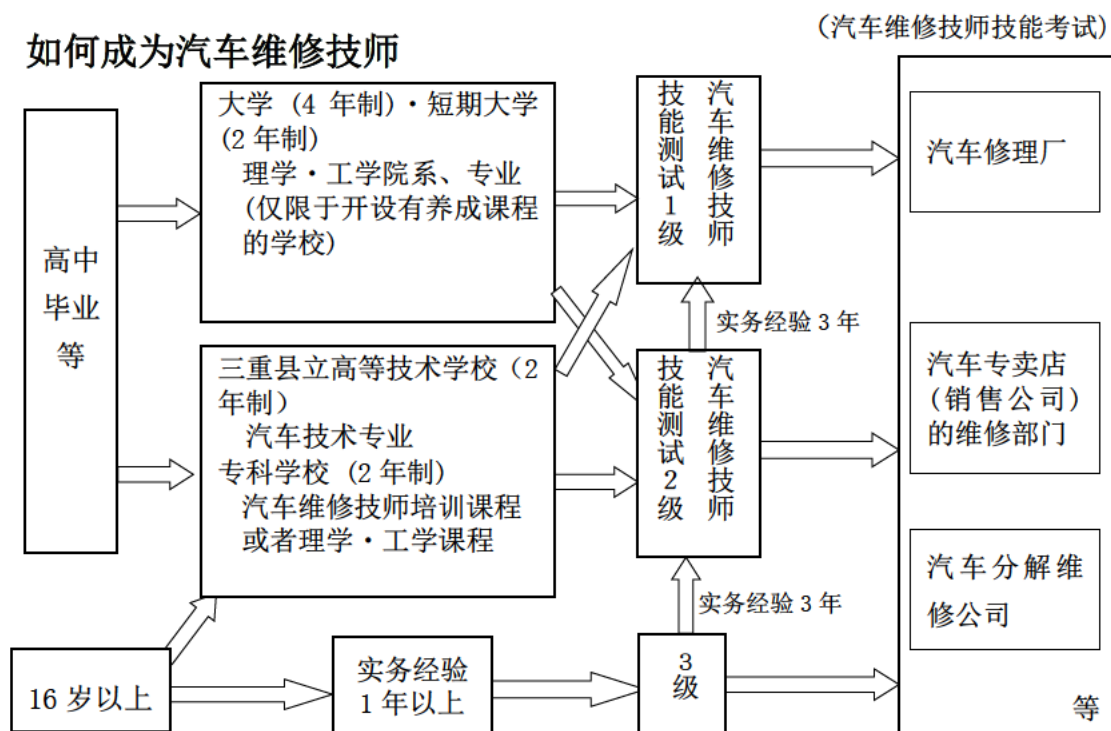 (汽车维修技师技能考试)
如何成为汽车维修技师
高中
毕业
等
大学 (4 年制)・短期大学
(2 年制)
理学・工学院系、专业
(仅限于开设有养成课程
的学校)
三重县立高等技术学校（2
年制）
汽车技术专业
专科学校 (2 年制)
汽车维修技师培训课程
或者理学・工学课程
16 岁以上
实务经验
1 年以上
汽车维修技师
技能测试1级
实务经验 3 年
汽车维修技师
技能测试2级
实务经验 3 年
3
级
汽车修理厂
汽车专卖店
(销售公司)
的维修部门
汽车分解维
修公司
等